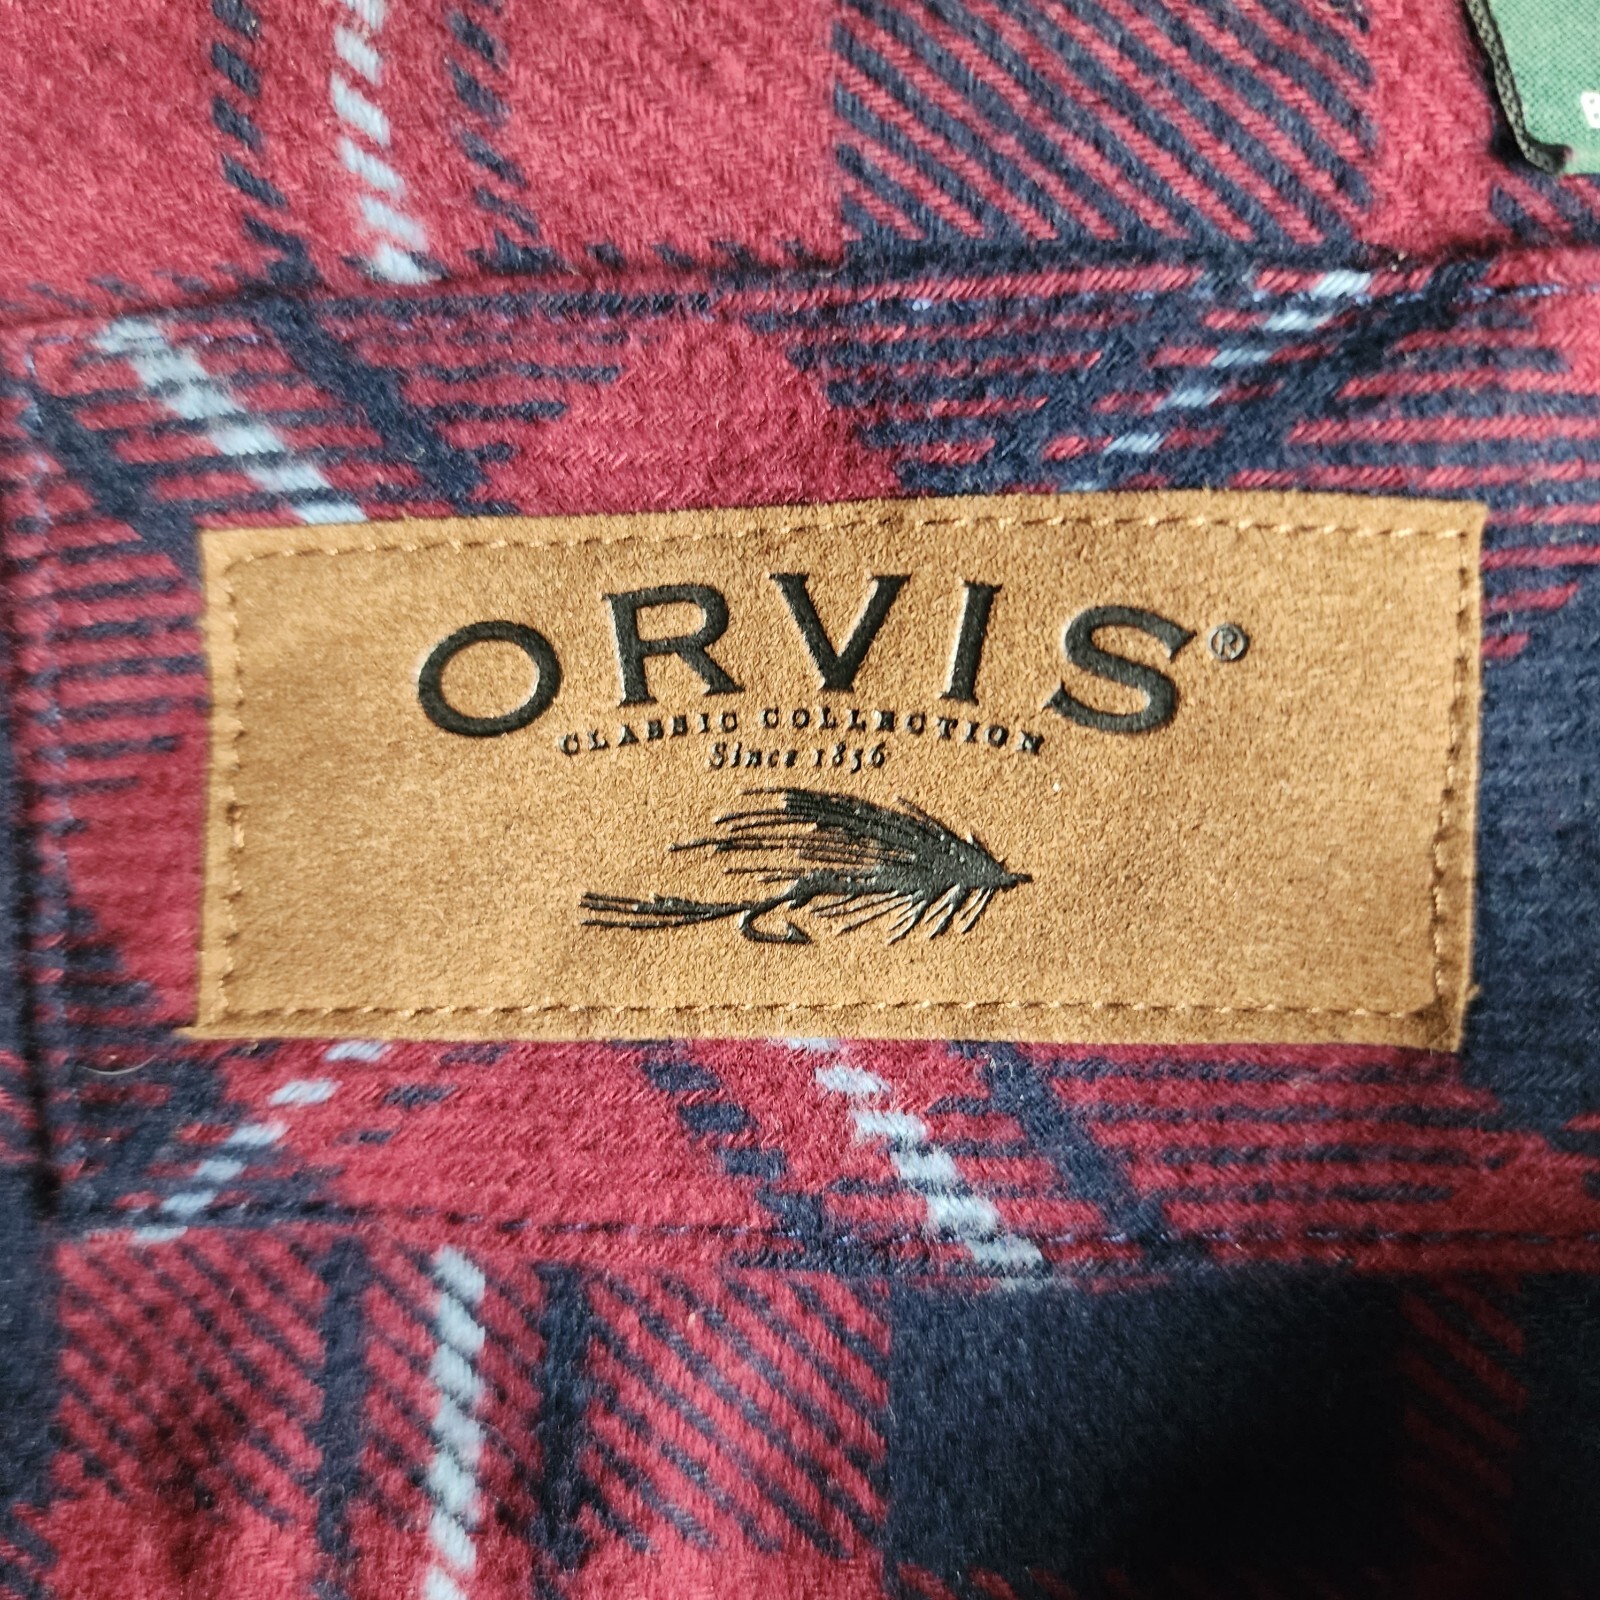 ORVIS®
CLASSIC COLLECTION
Since 1856